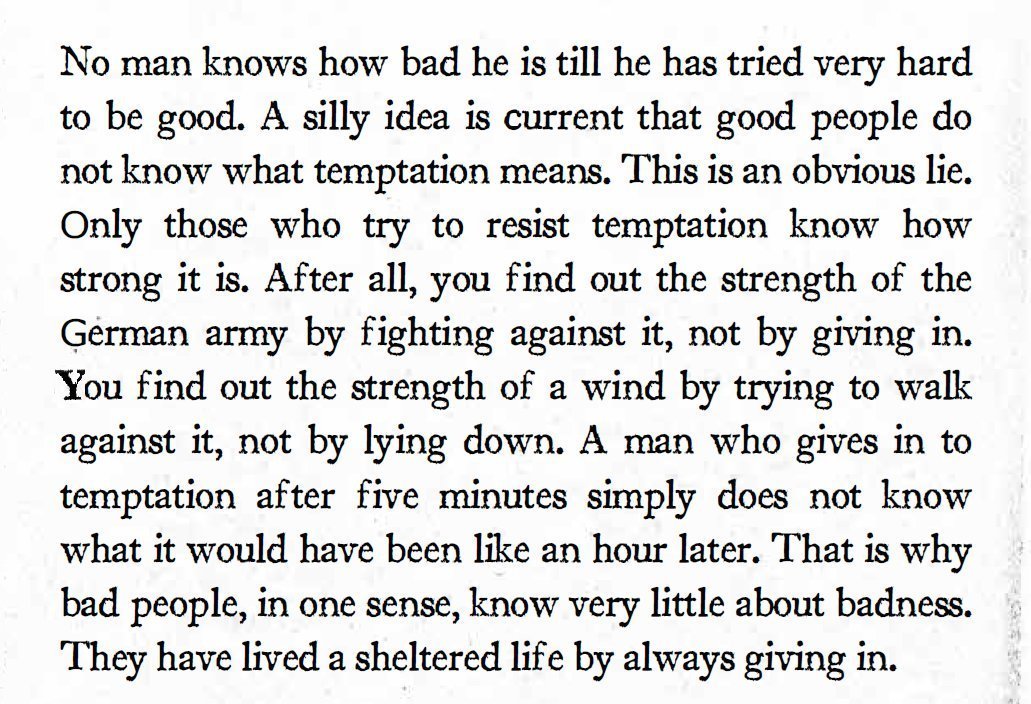 No man knows how bad he is till he has tried very hard
to be good. A silly idea is current that good people do
not know what temptation means. This is an obvious lie.
Only those who try to resist temptation know how
strong it is. After all, you find out the strength of the
German army by fighting against it, not by giving in.
You find out the strength of a wind by trying to walk
against it, not by lying down. A man who gives in to
temptation after five minutes simply does not know
what it would have been like an hour later. That is why
bad people, in one sense, know very little about badness.
They have lived a sheltered life by always giving in.